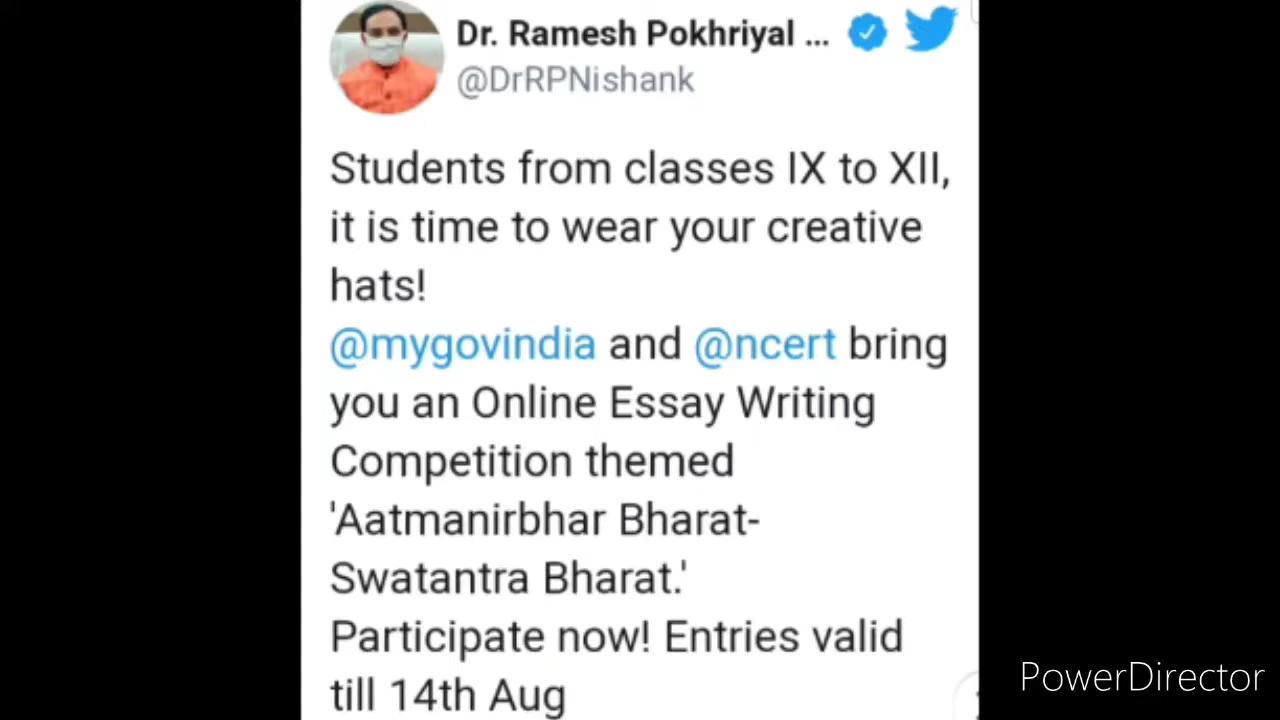 Dr. Ramesh Pokhriyal ...
@DrRPNishank
Students from classes IX to XII,
it is time to wear your creative
hats!
@mygovindia and @ncert bring
you an Online Essay Writing
Competition themed
'Aatmanirbhar Bharat-
Swatantra Bharat.'
Participate now! Entries valid
till 14th Aug
PowerDirector